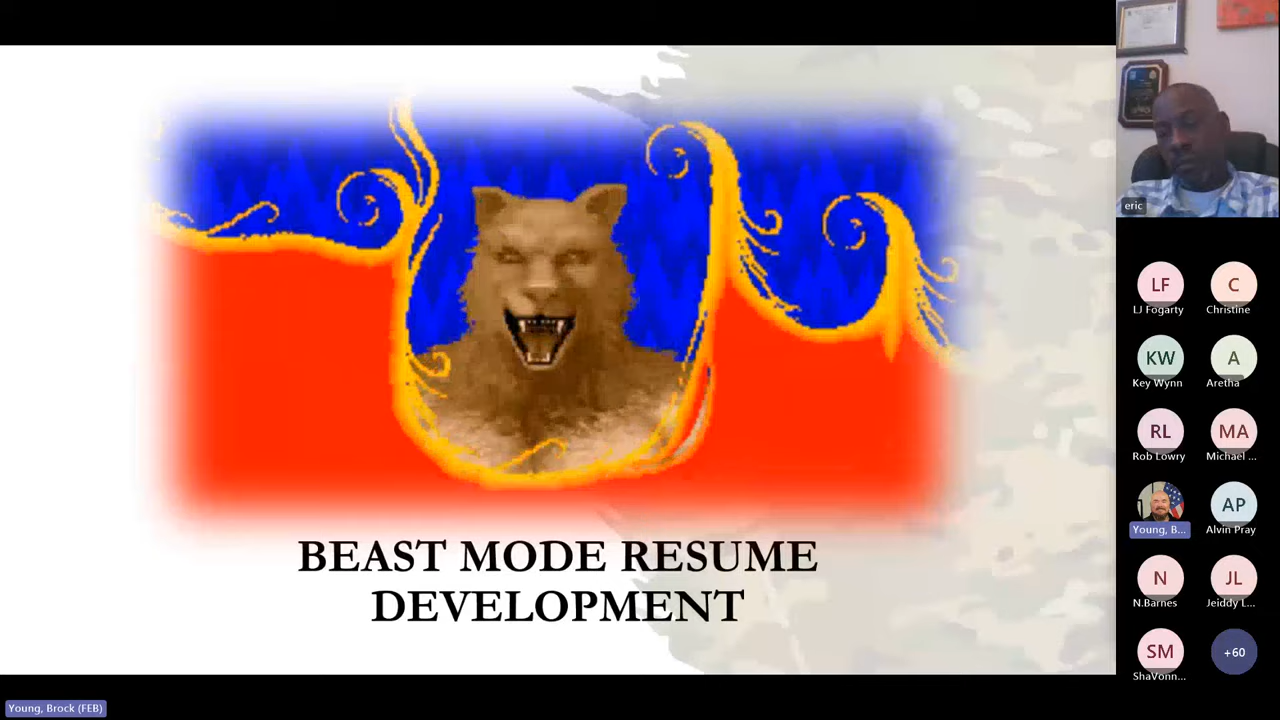 BEAST MODE RESUME
DEVELOPMENT
Young, Brock (FEB)
eric
LF
LJ Fogarty
C
Christine
KW
Key Wynn
A
Aretha
RL
Rob Lowry
MA
Michael ...
Young, B...
AP
Alvin Pray
N
N.Barnes
JL
Jeiddy L...
SM
ShaVonn...
+60